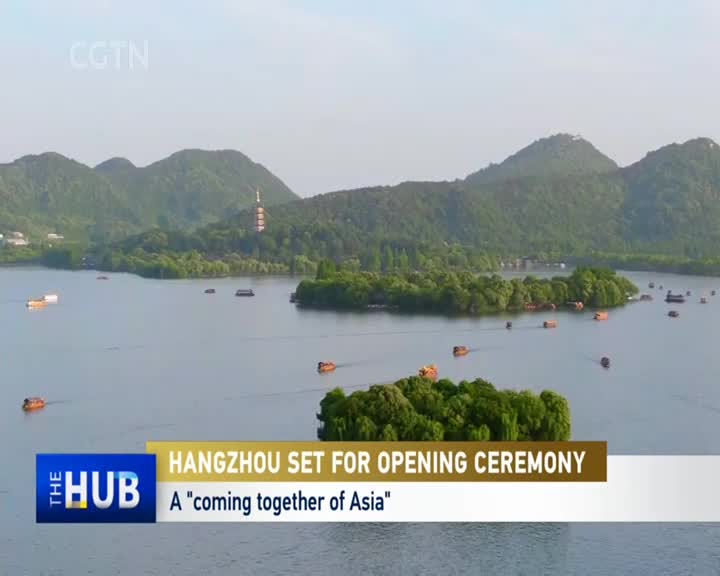 CGTN
HANGZHOU SET FOR OPENING CEREMONY
THE HUB
A "coming together of Asia"